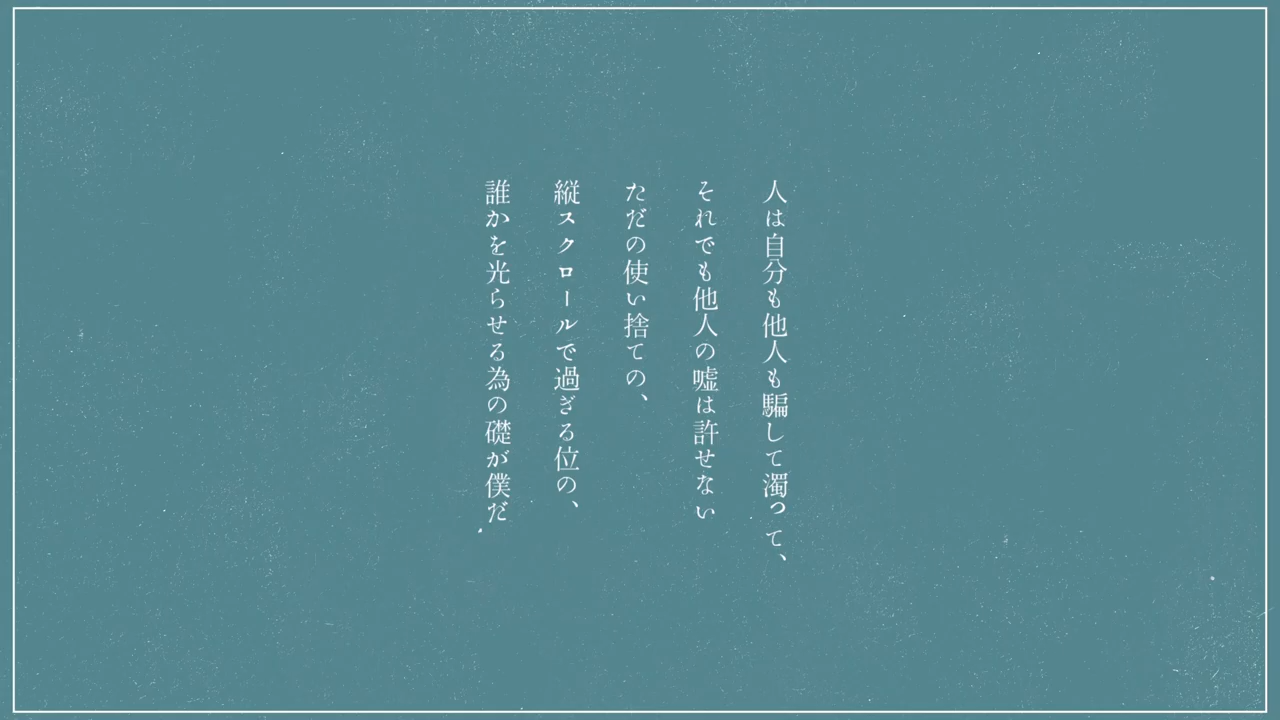 人は自分も他人も騙して濁って、
それでも他人の嘘は許せない
ただの使い捨ての、
縦スクロールで過ぎる位の、
誰かを光らせる為の礎が僕だ